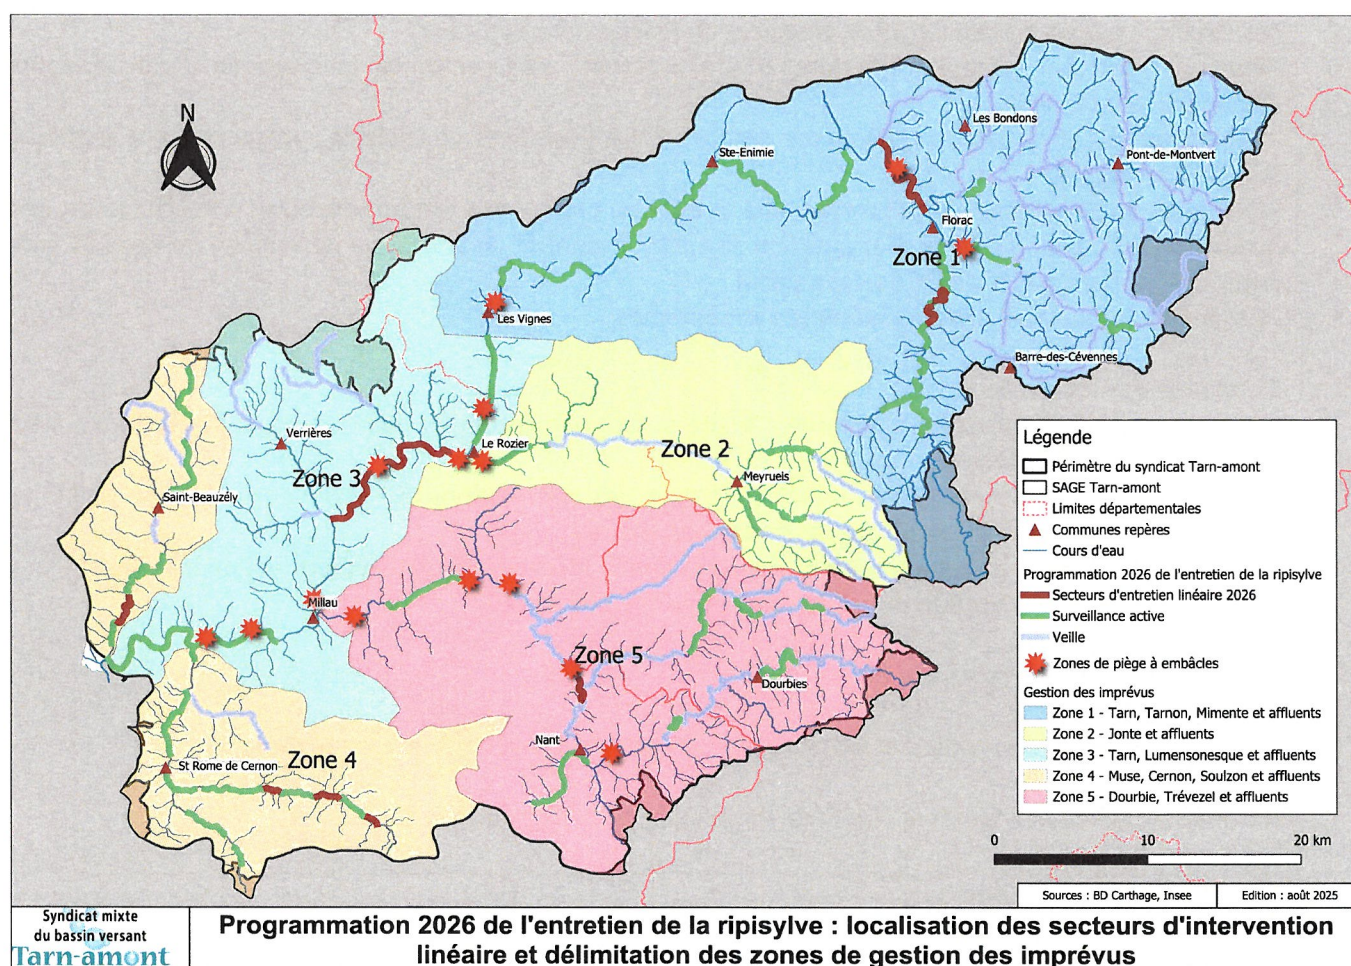 N
Les Bondons
Ste-Enimie
Pont-de-Montvert
Florac
Zone 1
Les Vignes
Barre-des-Cévennes
Verrières
Le Rozier
Zone 2
Zone 3
Meyrueis
Saint-Beauzély
Millau
Zone 5
Dourbies
Nant
Zone 4
St Rome de Cernon
Légende
Périmètre du syndicat Tarn-amont
SAGE Tarn-amont
Limites départementales
Communes repères
Cours d'eau
Programmation 2026 de l'entretien de la ripisylve
Secteurs d'entretien linéaire 2026
Surveillance active
Veille
Zones de piège à embâcles
Gestion des imprévus
Zone 1 - Tarn, Tarnon, Mimente et affluents
Zone 2 - Jonte et affluents
Zone 3 - Tarn, Lumensonesque et affluents
Zone 4 - Muse, Cernon, Soulzon et affluents
Zone 5 - Dourbie, Trévezel et affluents
0 10 20 km
Sources : BD Carthage, Insee
Edition : août 2025
Syndicat mixte
du bassin versant
Tarn-amont
Programmation 2026 de l'entretien de la ripisylve : localisation des secteurs d'intervention
linéaire et délimitation des zones de gestion des imprévus